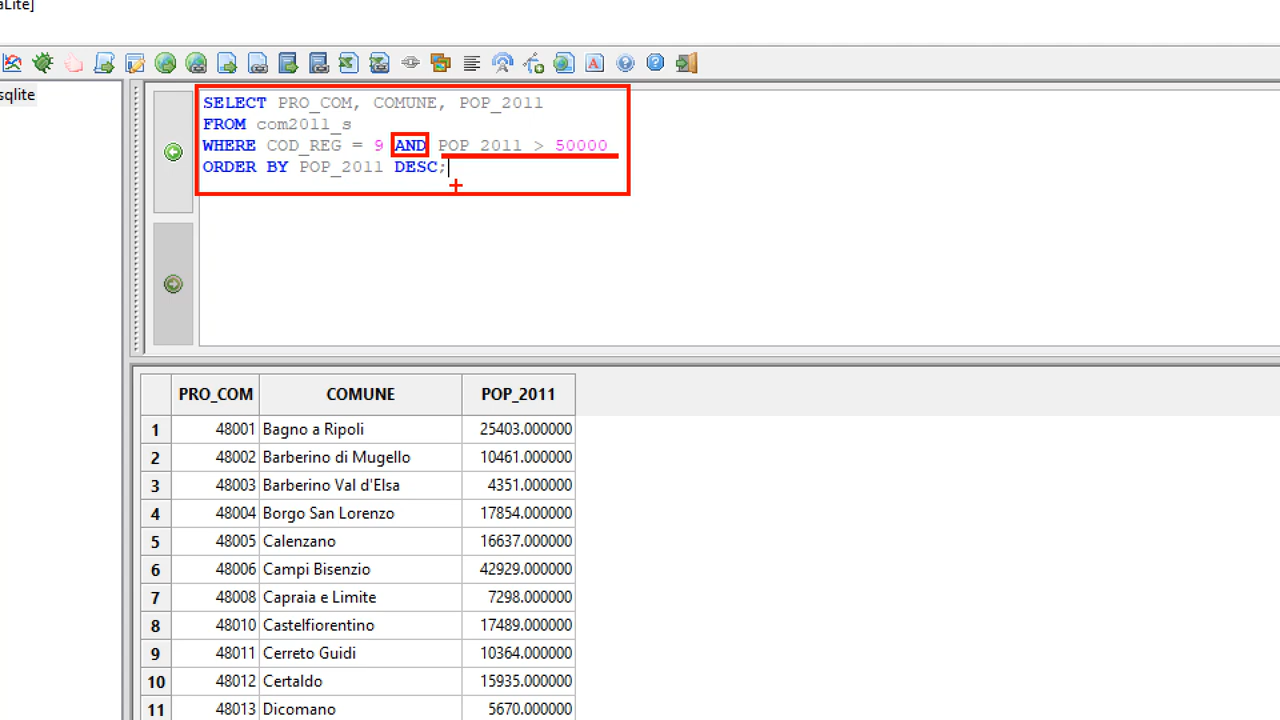 aLite]
sqlite
SELECT PRO_COM, COMUNE, POP_2011
FROM com2011_s
WHERE COD_REG = 9 AND POP_2011 > 50000
ORDER BY POP_2011 DESC;
PRO_COM COMUNE POP_2011
1 48001 Bagno a Ripoli 25403.000000
2 48002 Barberino di Mugello 10461.000000
3 48003 Barberino Val d'Elsa 4351.000000
4 48004 Borgo San Lorenzo 17854.000000
5 48005 Calenzano 16637.000000
6 48006 Campi Bisenzio 42929.000000
7 48008 Capraia e Limite 7298.000000
8 48010 Castelfiorentino 17489.000000
9 48011 Cerreto Guidi 10364.000000
10 48012 Certaldo 15935.000000
11 48013 Dicomano 5670.000000